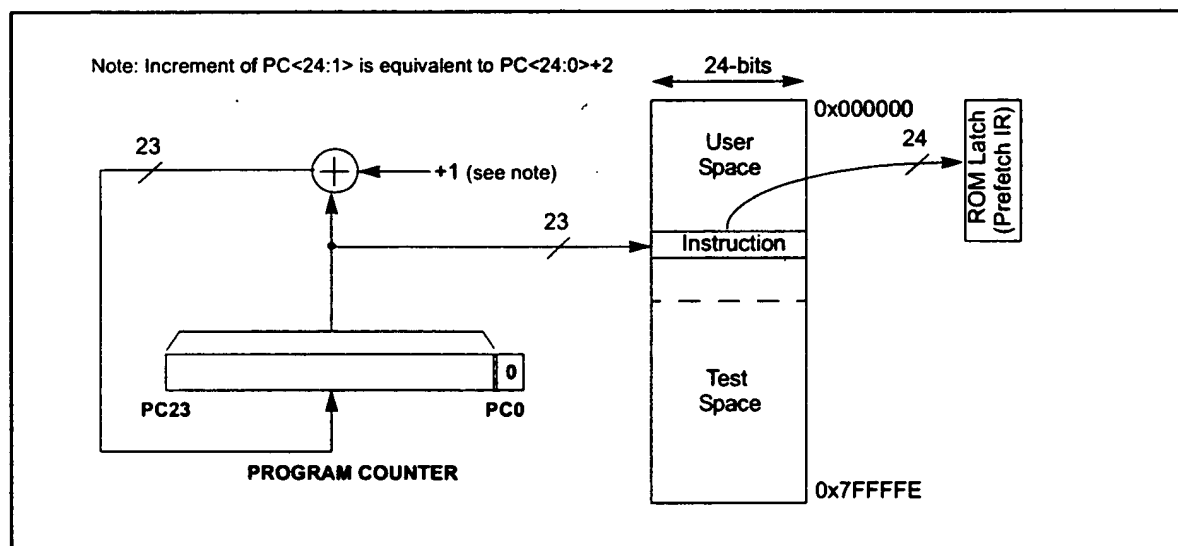 Note: Increment of PC<24:1> is equivalent to PC<24:0>+2
24-bits
0x000000
User
Space
24
ROM Latch
(Prefetch IR)
23
+1 (see note)
23
Instruction
0
PC23
PC0
Test
Space
PROGRAM COUNTER
0x7FFFFE